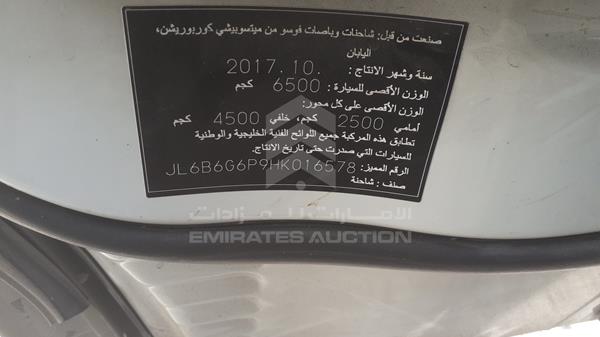 صنعت من قبل: شاحنات وباصات فوسو من ميتسوبيشي كوربوريشن،
اليابان
سنة وشهر الانتاج : 2017.10.
الوزن الأقصى للسيارة : 6500 كجم
الوزن الأقصى على كل محور:
أمامي 2500 كجم، خلفي 4500 كجم
تطابق هذه المركبة جميع اللوائح الفنية الخليجية والوطنية
للسيارات التي صدرت حتى تاريخ الانتاج.
الرقم المميز: JL6B6G6P9HK016578
صنف : شاحنة
الإمارات للمزادات
EMIRATES AUCTION